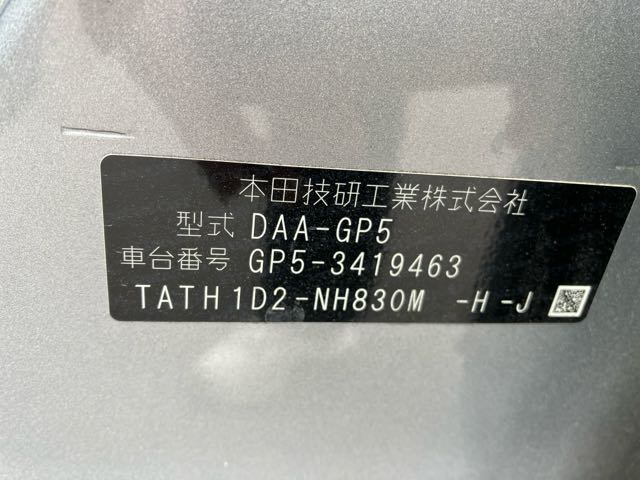 本田技研工業株式会社
型式 DAA-GP5
車台番号 GP5-3419463
TATH1D2-NH830M -H-J